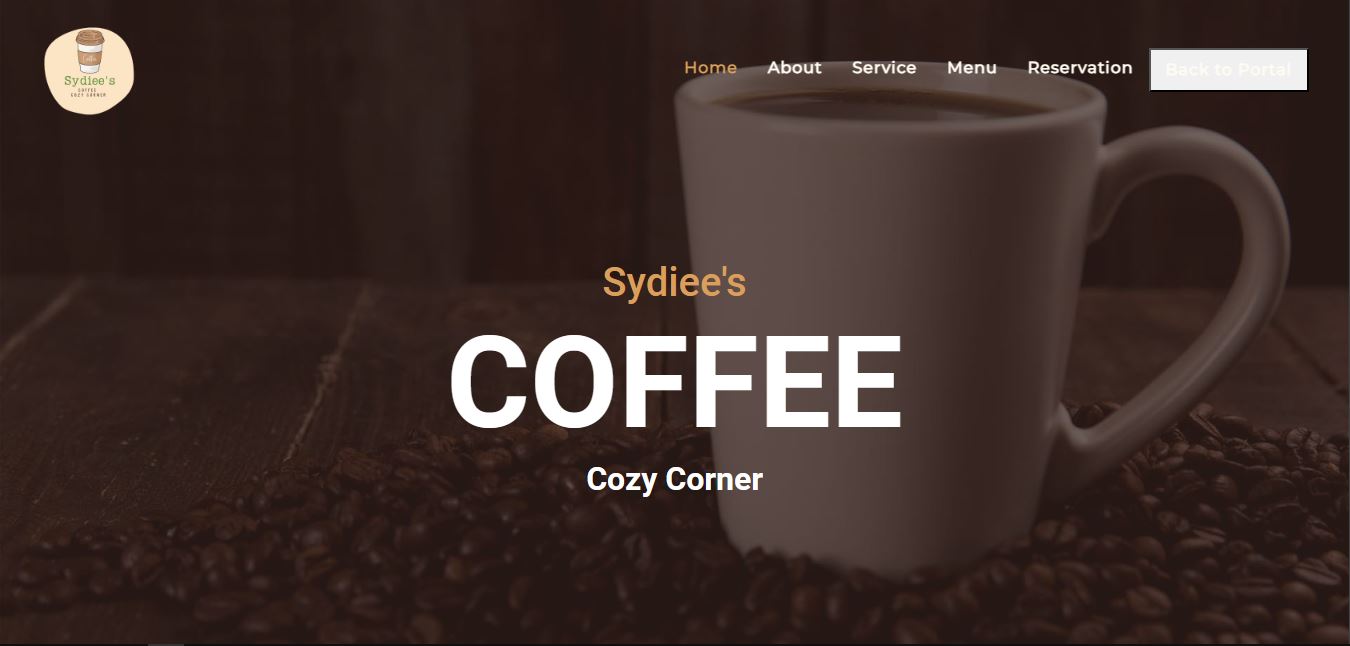 Sydiee's
COFFEE
COZY CORNER
Home About Service Menu Reservation Back to Portal
Sydiee's
COFFEE
Cozy Corner